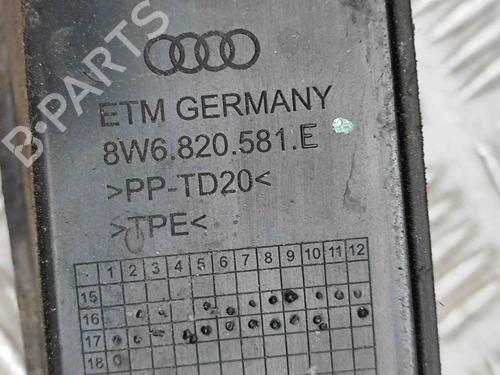 B-PARTS
ETM GERMANY
8W6.820.581.E
>PP-TD20<
>TPE<
1 2 3 4 5 6 7 8 9 10 11 12
15
16
17
18